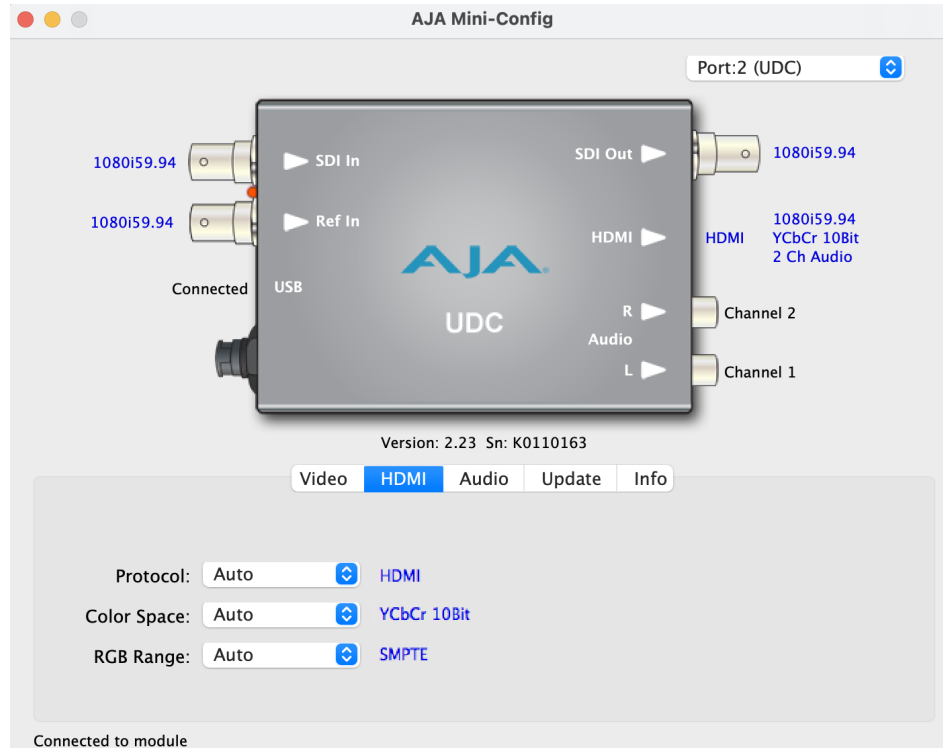 AJA Mini-Config
Port:2 (UDC)
1080i59.94
SDI In
SDI Out
1080i59.94
1080i59.94
Ref In
HDMI
HDMI
1080i59.94
YCbCr 10Bit
2 Ch Audio
AJA
Connected
USB
UDC
R
Channel 2
Audio
L
Channel 1
Version: 2.23 Sn: K0110163
Video
HDMI
Audio
Update
Info
Protocol: Auto HDMI
Color Space: Auto YCbCr 10Bit
RGB Range: Auto SMPTE
Connected to module